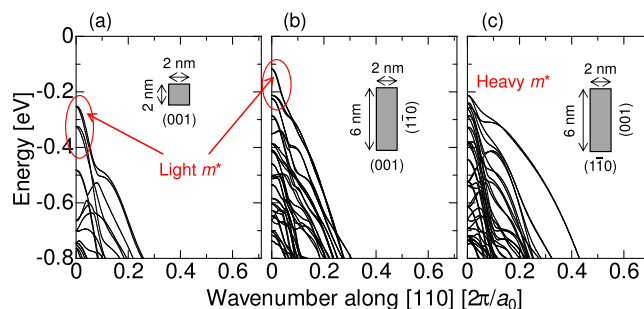 (a)
(b)
(c)
0
-0.2
-0.4
-0.6
-0.8
Energy [eV]
2 nm
2 nm
(001)
Light m*
2 nm
6 nm
(1̅10)
(001)
Heavy m*
2 nm
6 nm
(001)
(11̅0)
0 0.2 0.4 0.6
0 0.2 0.4 0.6
0 0.2 0.4 0.6
Wavenumber along [110] [2π/a0]